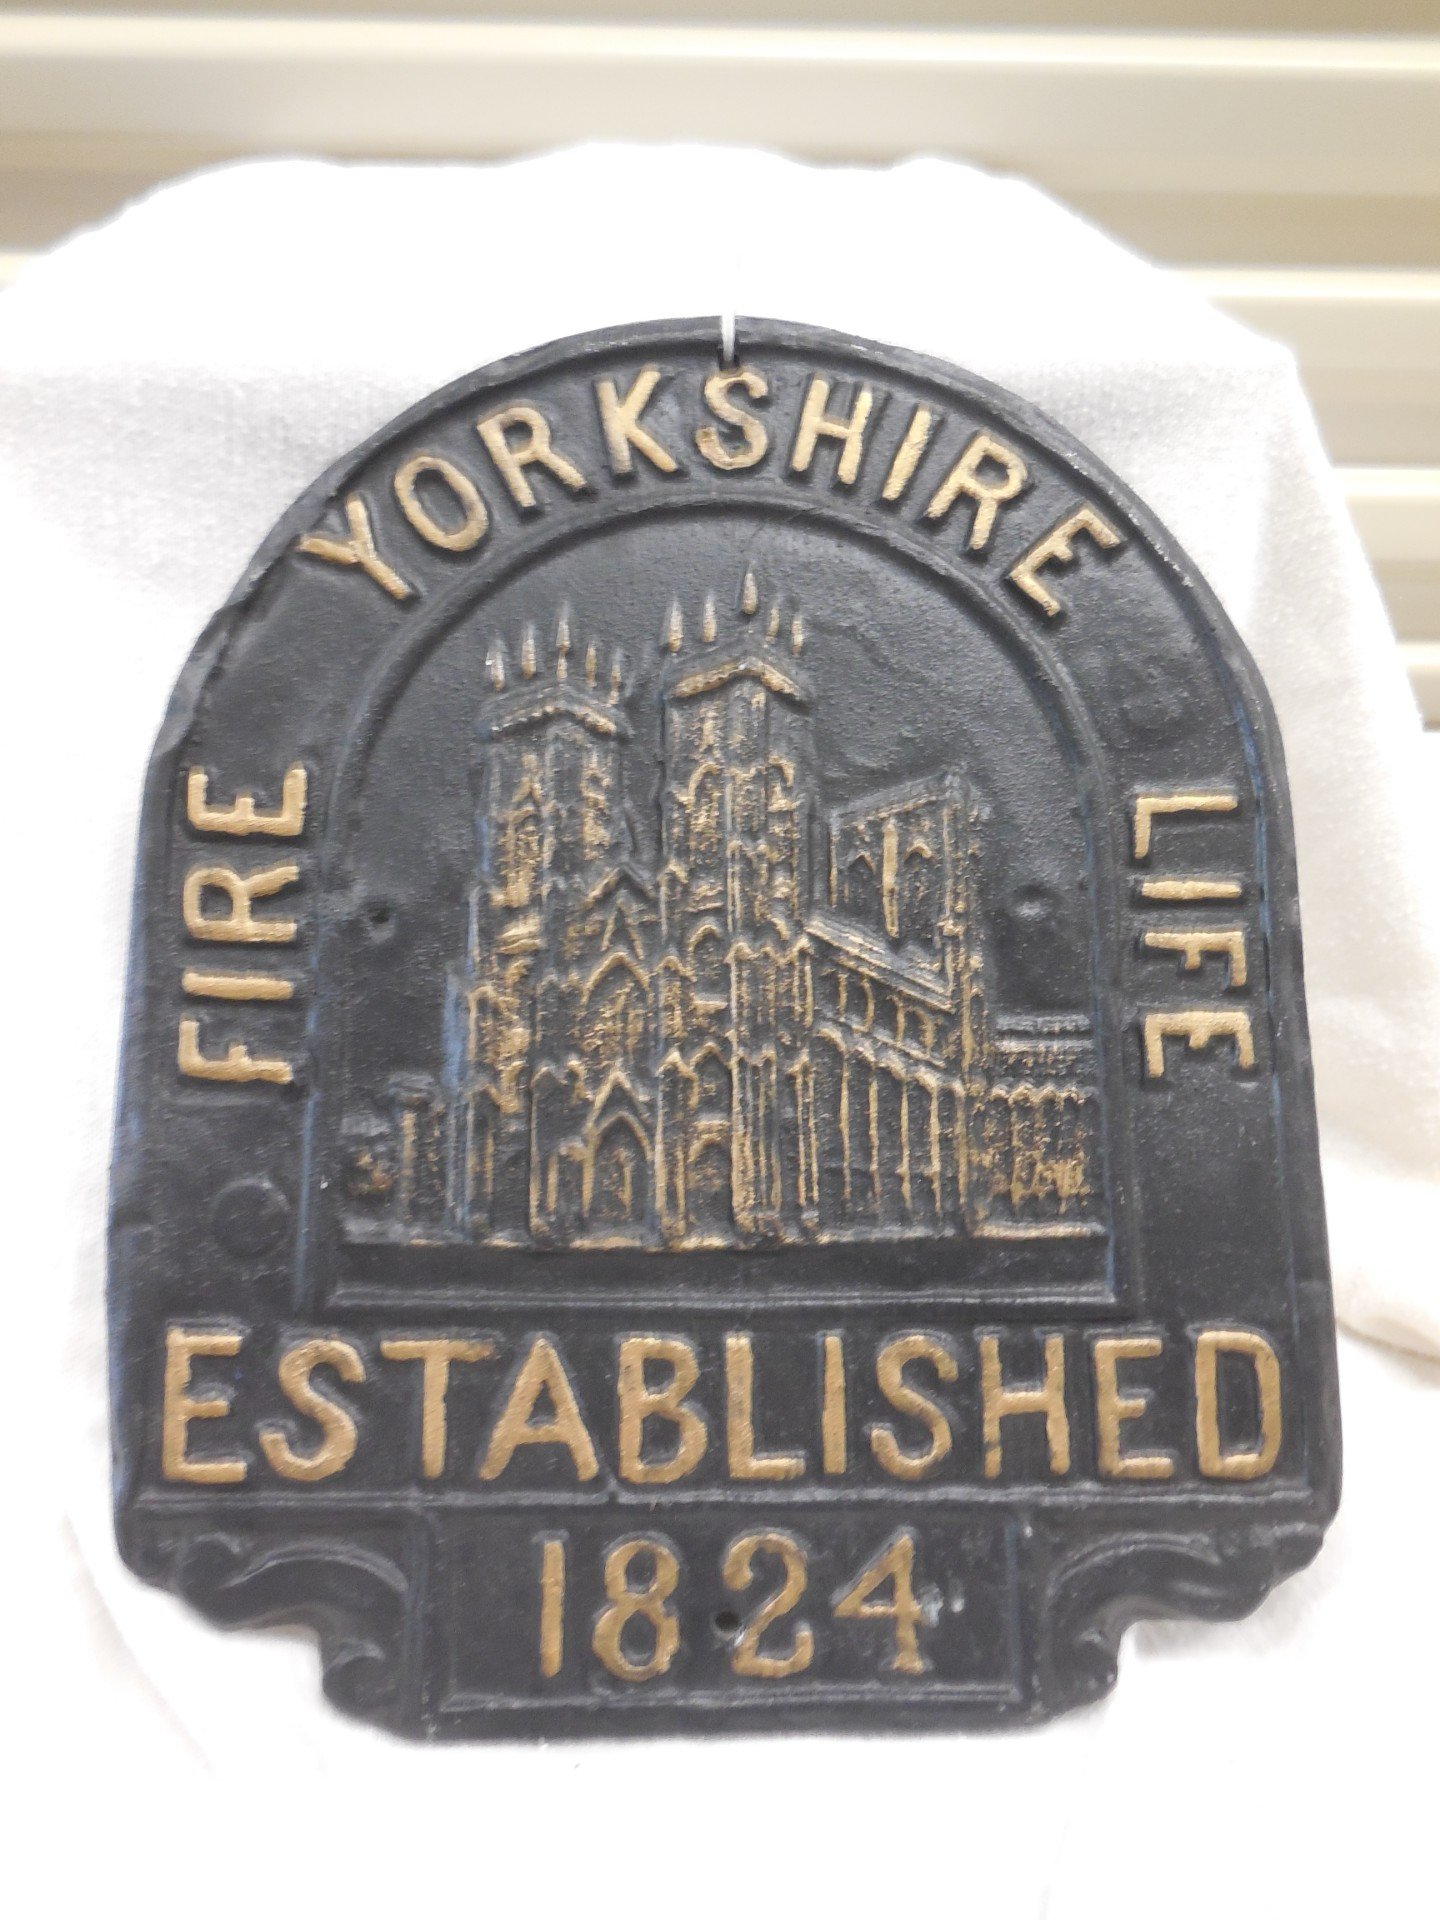 YORKSHIRE
FIRE
LIFE
ESTABLISHED
1824